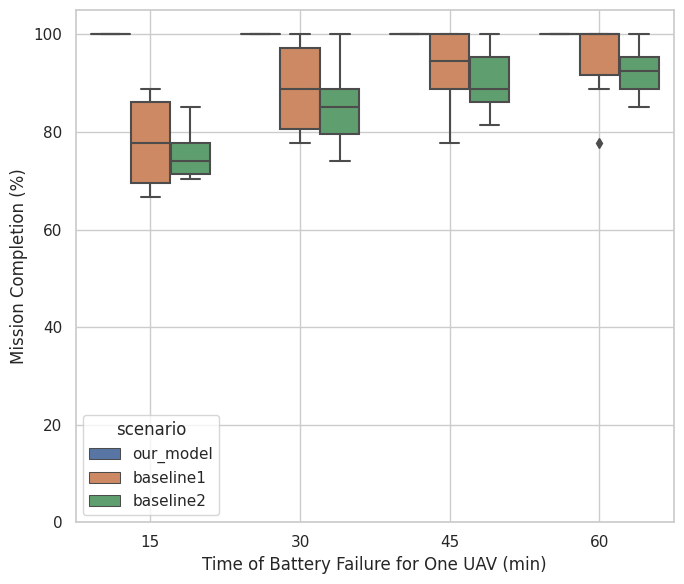 100
80
60
40
20
0
Mission Completion (%)
scenario
our_model
baseline1
baseline2
15 30 45 60
Time of Battery Failure for One UAV (min)